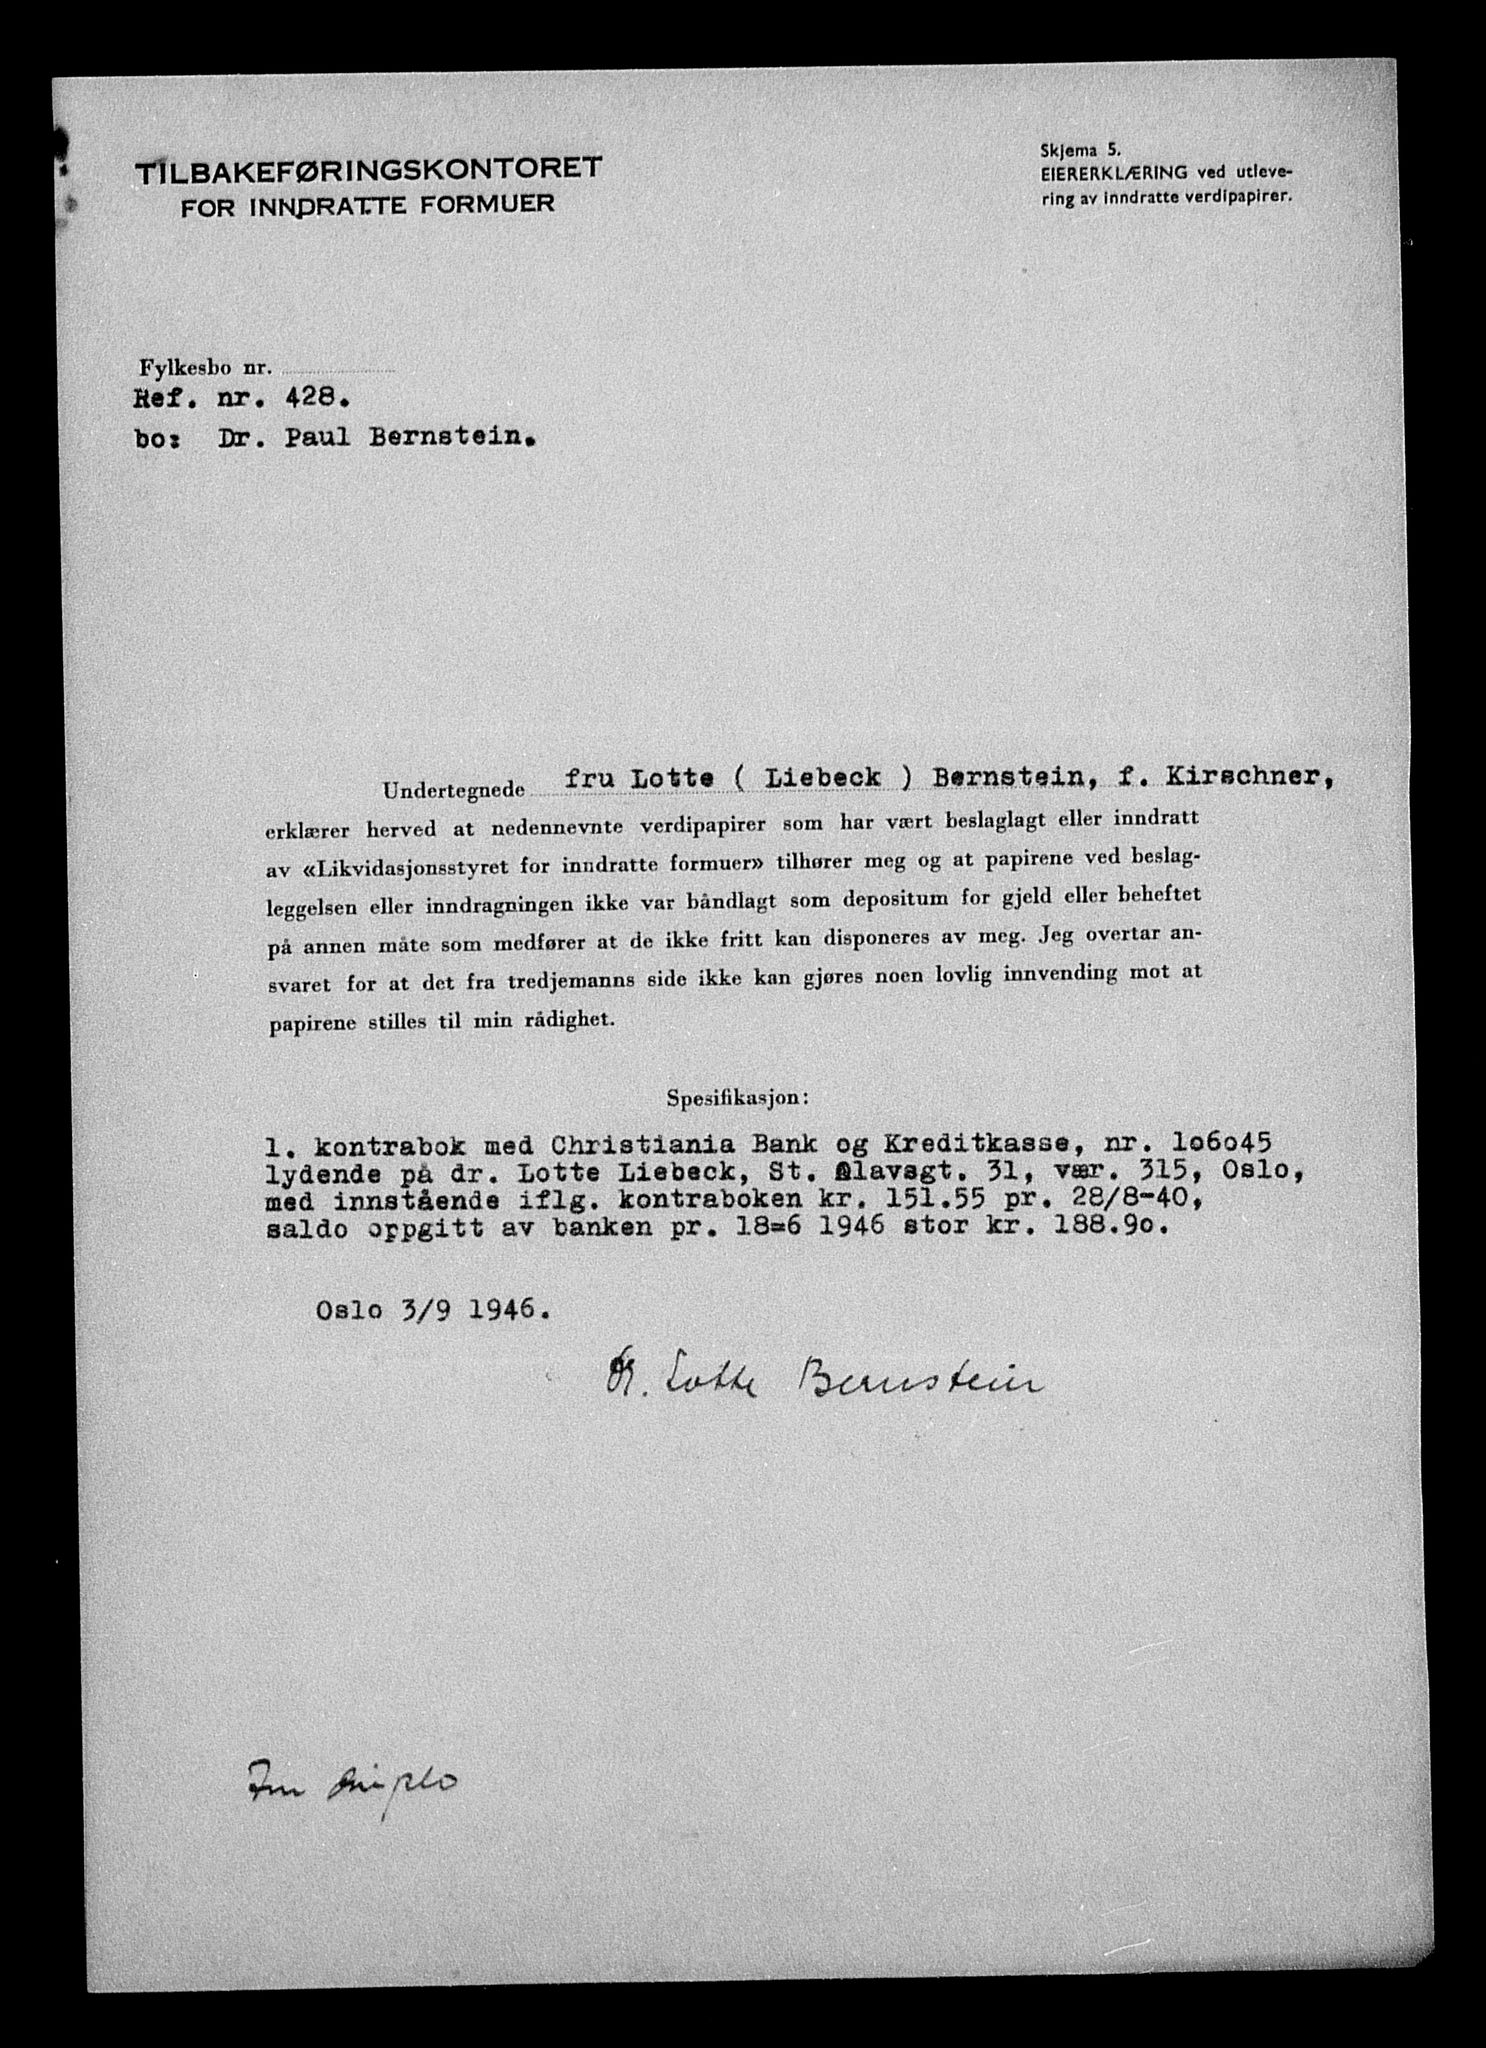 TILBAKEFØRINGSKONTORET
FOR INNDRATTE FORMUER
Skjema 5.
EIERERKLÆRING ved utleve-
ring av inndratte verdipapirer.
Fylkesbo nr.
Ref. nr. 428.
bo: Dr. Paul Bernstein.
Undertegnede fru Lotte ( Liebeck ) Bernstein, f. Kirschner,
erklærer herved at nedennevnte verdipapirer som har vært beslaglagt eller inndratt
av «Likvidasjonsstyret for inndratte formuer» tilhører meg og at papirene ved beslag-
leggelsen eller inndragningen ikke var båndlagt som depositum for gjeld eller beheftet
på annen måte som medfører at de ikke fritt kan disponeres av meg. Jeg overtar an-
svaret for at det fra tredjemanns side ikke kan gjøres noen lovlig innvending mot at
papirene stilles til min rådighet.
Spesifikasjon:
1. kontrabok med Christiania Bank og Kreditkasse, nr. 1o6o45
lydende på dr. Lotte Liebeck, St. Olavsgt. 31, vær. 315, Oslo,
med innstående iflg. kontraboken kr. 151.55 pr. 28/8-40,
saldo oppgitt av banken pr. 18=6 1946 stor kr. 188.9o.
Oslo 3/9 1946.
Dr. Lotte Bernstein